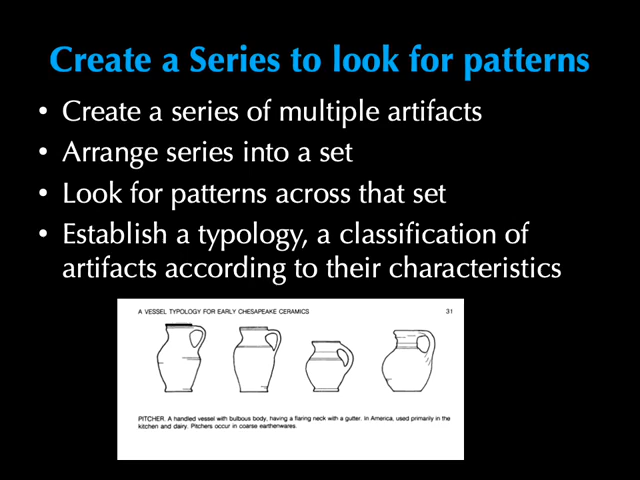 Create a Series to look for patterns
• Create a series of multiple artifacts
• Arrange series into a set
• Look for patterns across that set
• Establish a typology, a classification of
artifacts according to their characteristics
A VESSEL TYPOLOGY FOR EARLY CHESAPEAKE CERAMICS 31
PITCHER. A handled vessel with bulbous body, having a flaring neck with a gutter. In America, used primarily in the
kitchen and dairy. Pitchers occur in coarse earthenwares.